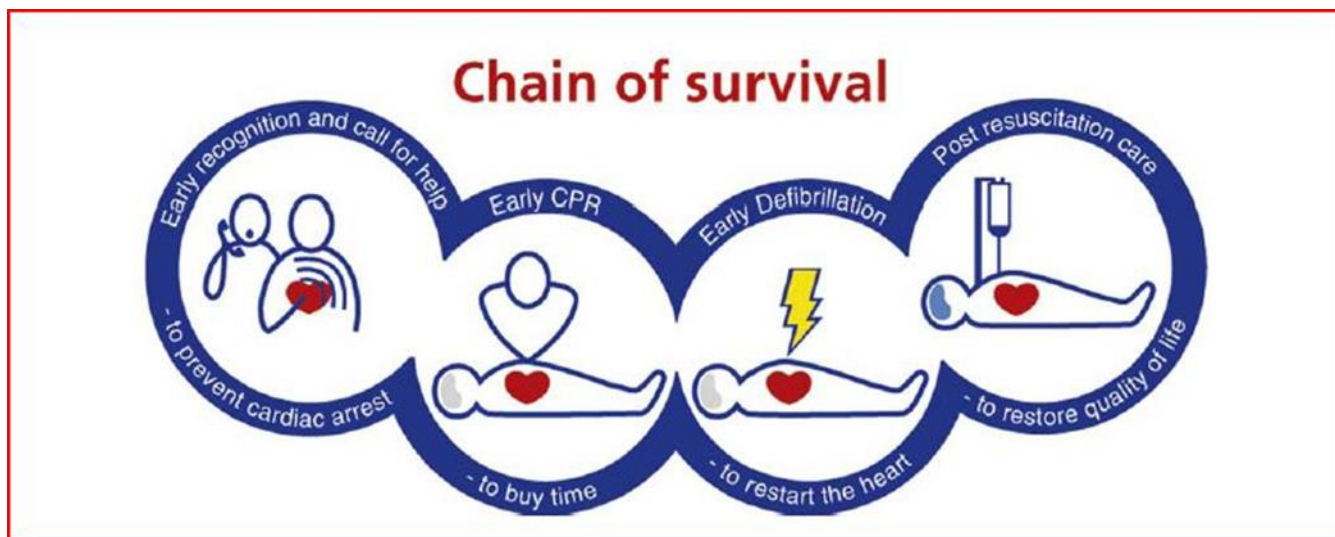 Chain of survival
Early recognition and call for help
- to prevent cardiac arrest
Early CPR
- to buy time
Early Defibrillation
- to restart the heart
Post resuscitation care
- to restore quality of life